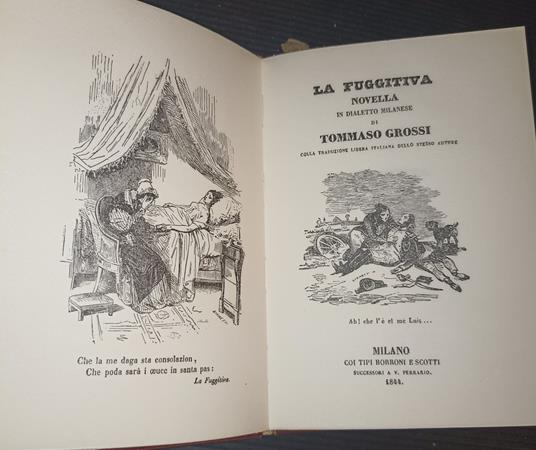 Che la me daga sta consolazion,
Che poda sarà i œucc in santa pas:
La Fuggitiva.
LA FUGGITIVA
NOVELLA
IN DIALETTO MILANESE
DI
TOMMASO GROSSI
COLLA TRADUZIONE LIBERA ITALIANA DELLO STESSO AUTORE
Ah! che l'è el mè Luis...
MILANO
COI TIPI BORRONI E SCOTTI
SUCCESSORI A V. FERRARIO.
1844.